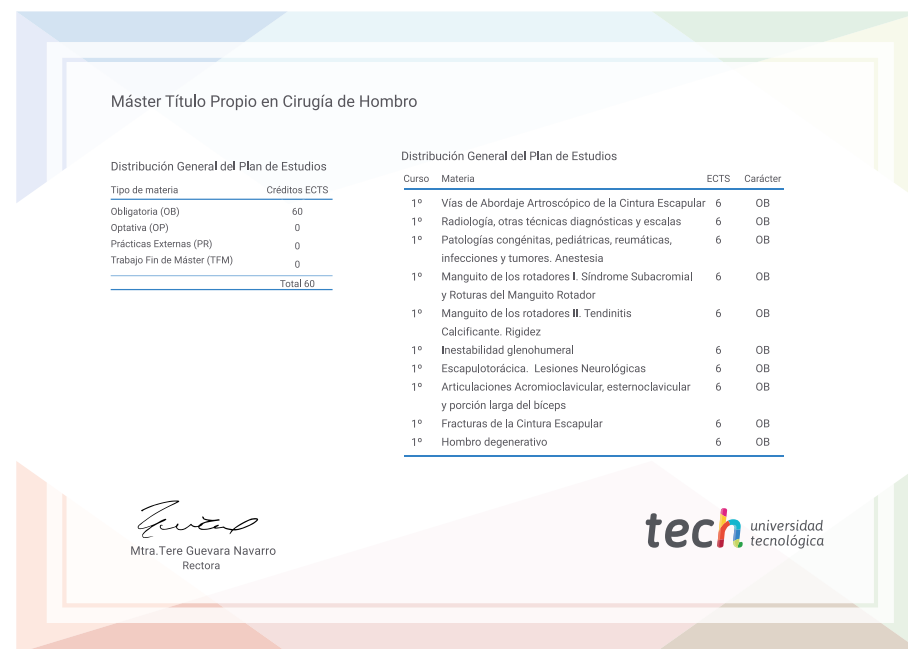 Máster Título Propio en Cirugía de Hombro
Distribución General del Plan de Estudios
Tipo de materia Créditos ECTS
Obligatoria (OB) 60
Optativa (OP) 0
Prácticas Externas (PR) 0
Trabajo Fin de Máster (TFM) 0
Total 60
Distribución General del Plan de Estudios
Curso Materia ECTS Carácter
1º Vías de Abordaje Artroscópico de la Cintura Escapular 6 OB
1º Radiología, otras técnicas diagnósticas y escalas 6 OB
1º Patologías congénitas, pediátricas, reumáticas, 6 OB
infecciones y tumores. Anestesia
1º Manguito de los rotadores I. Síndrome Subacromial 6 OB
y Roturas del Manguito Rotador
1º Manguito de los rotadores II. Tendinitis 6 OB
Calcificante. Rigidez
1º Inestabilidad glenohumeral 6 OB
1º Escapulotorácica. Lesiones Neurológicas 6 OB
1º Articulaciones Acromioclavicular, esternoclavicular 6 OB
y porción larga del bíceps
1º Fracturas de la Cintura Escapular 6 OB
1º Hombro degenerativo 6 OB
Mtra.Tere Guevara Navarro
Rectora
tech universidad
tecnológica